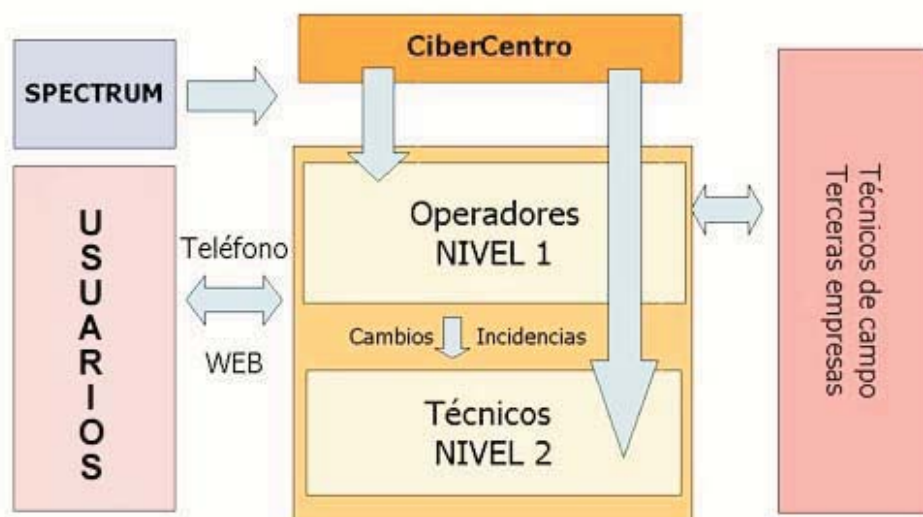 CiberCentro
SPECTRUM
USUARIOS
Teléfono
WEB
Operadores
NIVEL 1
Cambios
Incidencias
Técnicos
NIVEL 2
Técnicos de campo
Terceras empresas